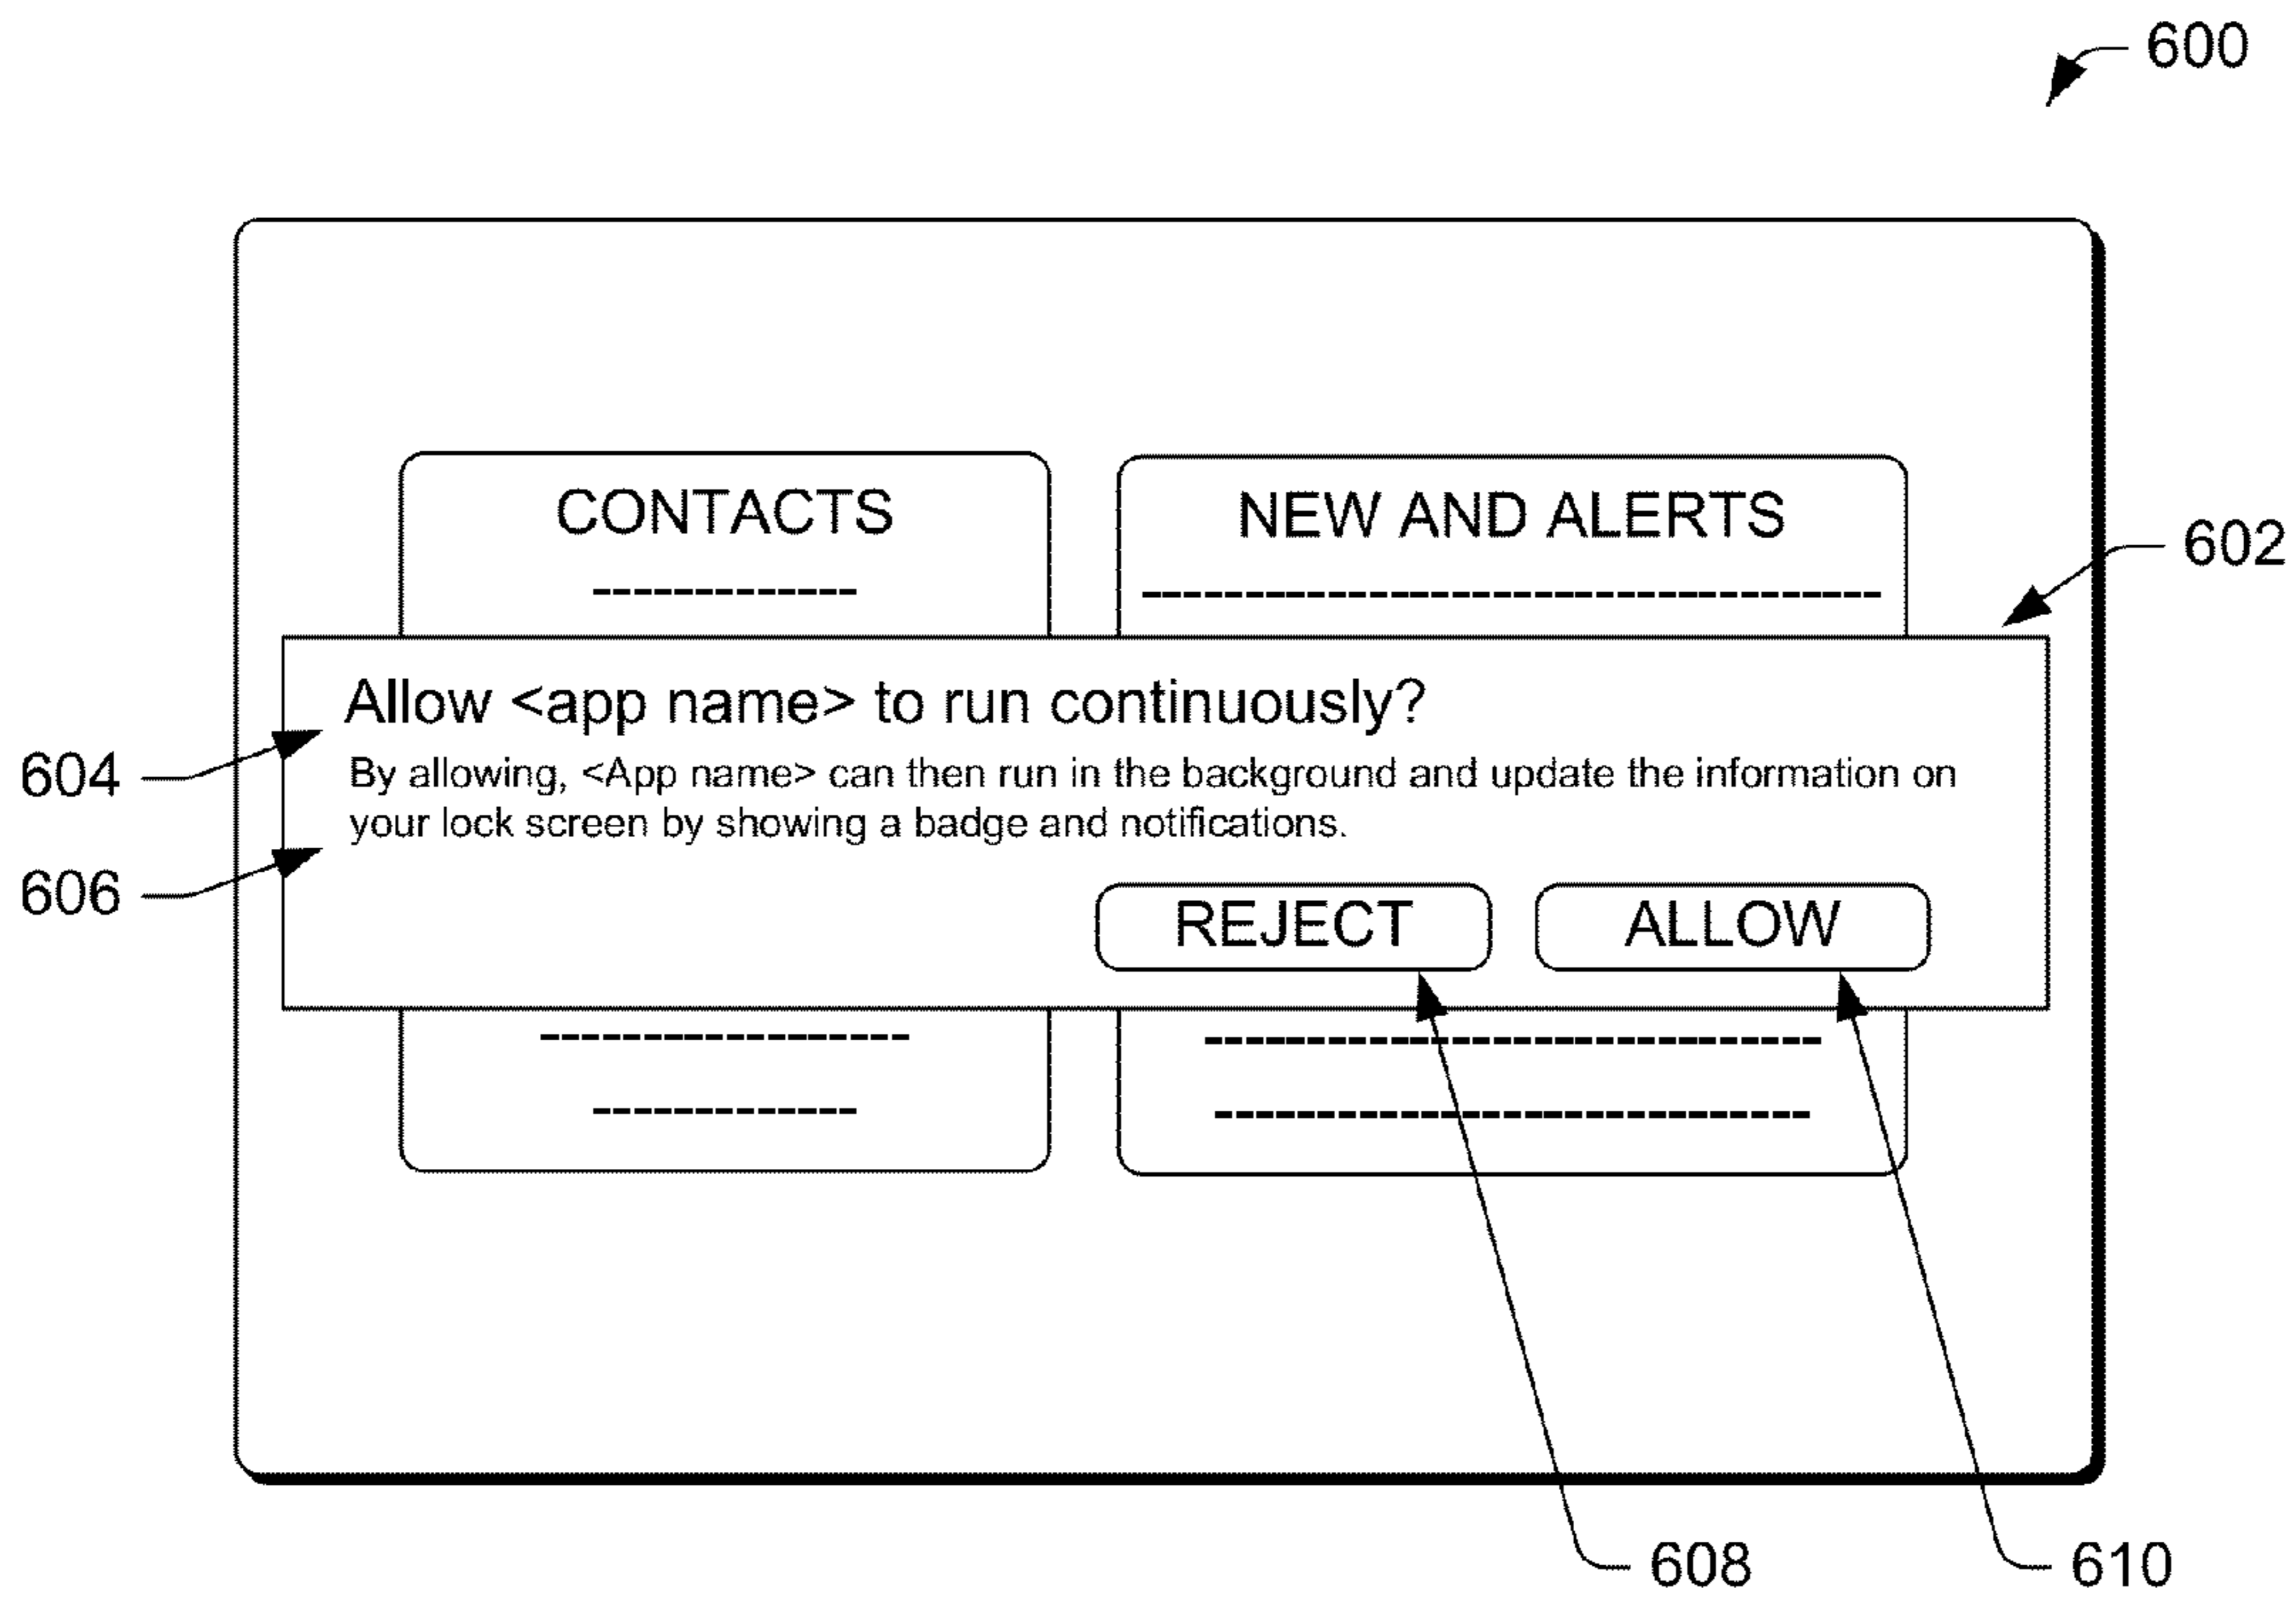 600
CONTACTS
NEW AND ALERTS
602
Allow <app name> to run continuously?
604
By allowing, <App name> can then run in the background and update the information on
your lock screen by showing a badge and notifications.
606
REJECT
ALLOW
608
610